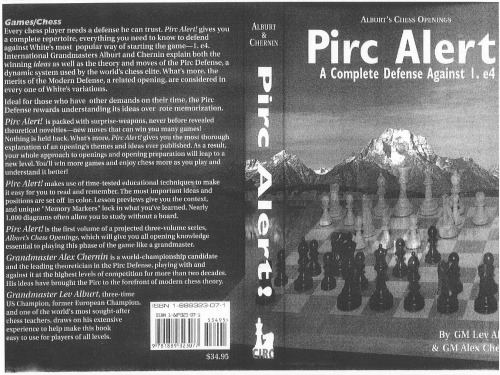 Games/Chess
Every chess player needs a defense he can trust. Pirc Alert! gives you
a complete repertoire, everything you need to know to defend
against White's most popular way of starting the game—1. e4.
International Grandmasters Alburt and Chernin explain both the
winning ideas as well as the theory and moves of the Pirc Defense, a
dynamic system used by the world's chess elite. What's more, the
merits of the Modern Defense, a related opening, are considered in
every one of White's variations.
Ideal for those who have other demands on their time, the Pirc
Defense rewards understanding its ideas over rote memorization.
Pirc Alert! is packed with surprise-weapons, never before revealed
theoretical novelties—new moves that can win you many games!
Nothing is held back. What's more, Pirc Alert! gives you the most thorough
explanation of an opening's themes and ideas ever published. As a result,
your whole approach to openings and opening preparation will leap to a
new level. You'll win more games and enjoy chess more as you play and
understand it better!
Pirc Alert! makes use of time-tested educational techniques to make
it easy for you to read and remember. The most important ideas and
positions are set off in color. Lesson previews give you the context,
and unique "Memory Markers" lock in what you've learned. Nearly
1,000 diagrams often allow you to study without a board.
Pirc Alert! is the first volume of a projected three-volume series,
Alburt's Chess Openings, which will give you all opening knowledge
essential to playing this phase of the game like a grandmaster.
Grandmaster Alex Chernin is a world-championship candidate
and the leading theoretician in the Pirc Defense, playing with and
against it at the highest levels of competition for more than two decades.
His ideas have brought the Pirc to the forefront of modern chess theory.
Grandmaster Lev Alburt, three-time
US Champion, former European Champion,
and one of the world's most sought-after
chess teachers, draws on his extensive
experience to help make this book
easy to use for players of all levels.
ISBN 1-889323-07-1
53495
9 781889 323077
$34.95
ALBURT
&
CHERNIN
Pirc Alert!
CIRC
ALBURT'S CHESS OPENINGS
Pirc Alert
A Complete Defense Against 1. e4
By GM Lev Al
& GM Alex Che